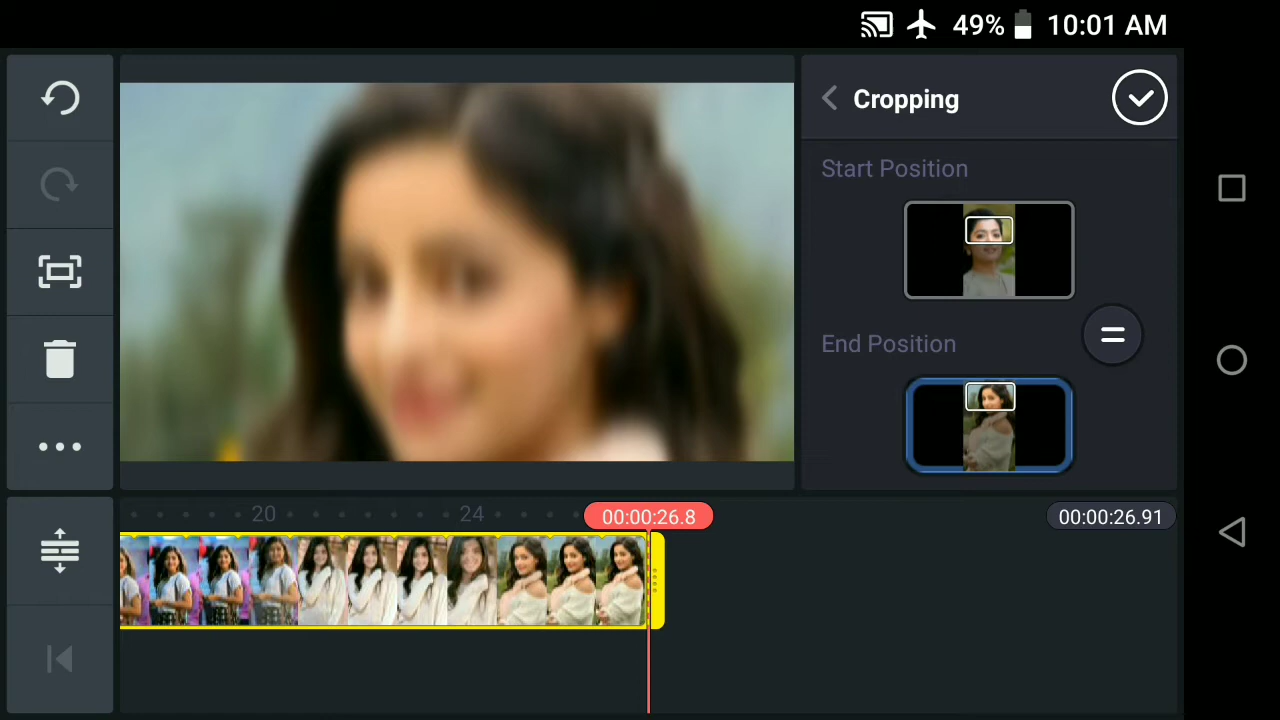 49% 10:01 AM
Cropping
Start Position
End Position
20 24 00:00:26.8 00:00:26.91